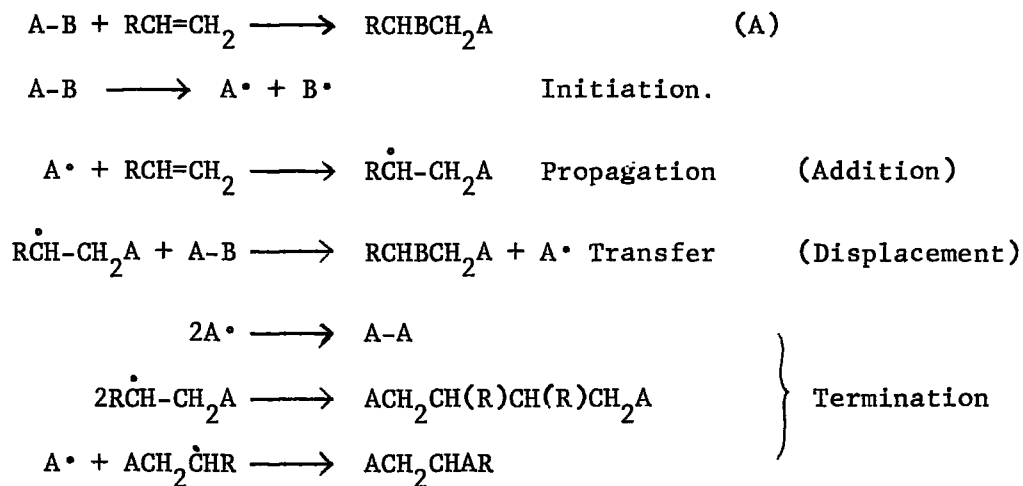 A-B + RCH=CH₂ ⟶ RCHBCH₂A (A)
A-B ⟶ A• + B• Initiation.
A• + RCH=CH₂ ⟶ RĊH-CH₂A Propagation (Addition)
RĊH-CH₂A + A-B ⟶ RCHBCH₂A + A• Transfer (Displacement)
2A• ⟶ A-A
2RĊH-CH₂A ⟶ ACH₂CH(R)CH(R)CH₂A Termination
A• + ACH₂ĊHR ⟶ ACH₂CHAR